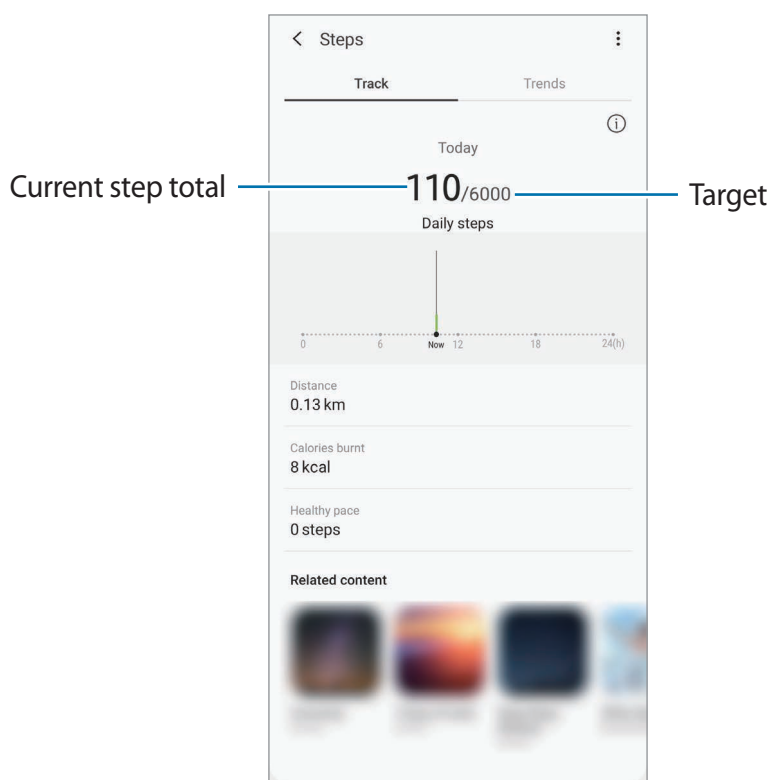 Steps
Track Trends
Today
Current step total 110/6000 Target
Daily steps
0 6 Now 12 18 24(h)
Distance
0.13 km
Calories burnt
8 kcal
Healthy pace
0 steps
Related content